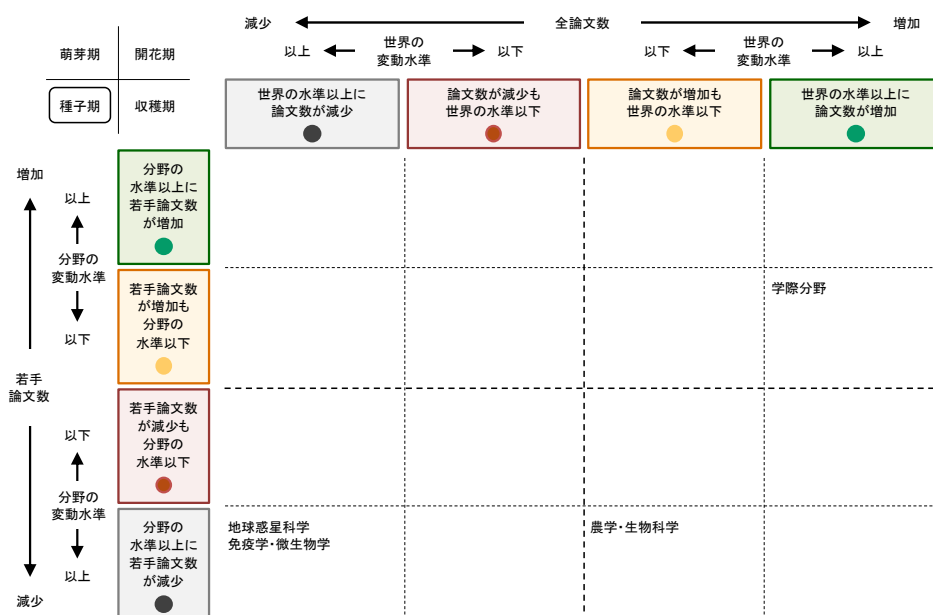 減少
全論文数
増加
以上
世界の
変動水準
以下
以下
世界の
変動水準
以上
萌芽期
開花期
種子期
収穫期
世界の水準以上に
論文数が減少
論文数が減少も
世界の水準以下
論文数が増加も
世界の水準以下
世界の水準以上に
論文数が増加
増加
以上
分野の
変動水準
以下
若手
論文数
以下
分野の
変動水準
以上
減少
分野の
水準以上に
若手論文数
が増加
若手論文数
が増加も
分野の
水準以下
学際分野
若手論文数
が減少も
分野の
水準以下
分野の
水準以上に
若手論文数
が減少
地球惑星科学
免疫学・微生物学
農学・生物科学